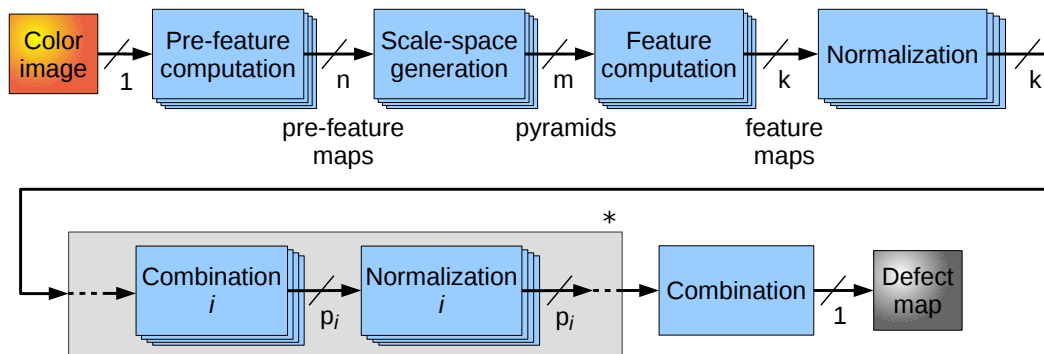 Color
image
1
Pre-feature
computation
n
pre-feature
maps
Scale-space
generation
m
pyramids
Feature
computation
k
feature
maps
Normalization
k
*
Combination
i
pi
Normalization
i
pi
Combination
1
Defect
map